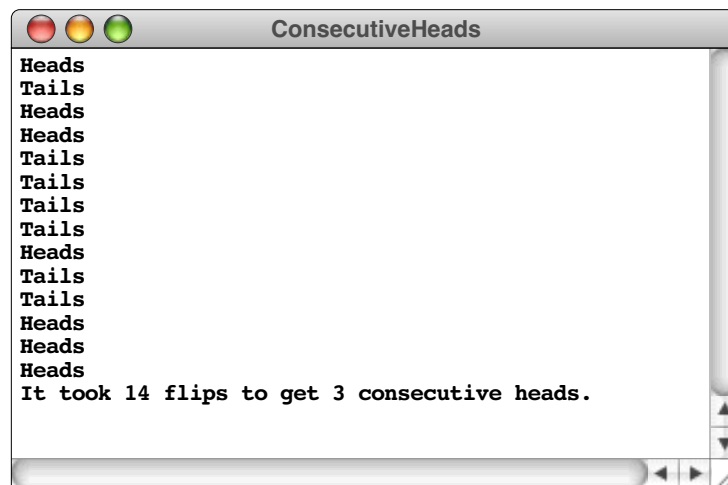 ConsecutiveHeads
Heads
Tails
Heads
Heads
Tails
Tails
Tails
Tails
Heads
Tails
Tails
Heads
Heads
Heads
It took 14 flips to get 3 consecutive heads.